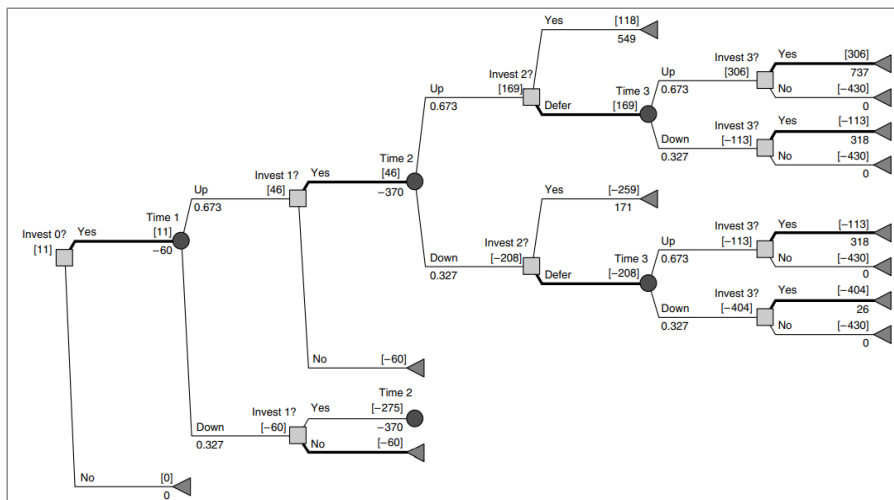 Yes [118]
549
Invest 3? Yes [306]
737
Up [306]
0.673
No [−430]
0
Invest 2?
Up [169]
0.673
Defer Time 3
[169]
Invest 3? Yes [−113]
318
Down [−113]
0.327
No [−430]
0
Invest 1? Yes Time 2
Up [46] [46]
0.673 −370
Yes [−259]
171
Invest 3? Yes [−113]
318
Up [−113]
0.673
No [−430]
0
Invest 0? Yes Time 1
[11] [11]
−60
Invest 2?
Down [−208]
0.327
Defer Time 3
[−208]
Invest 3? Yes [−404]
26
Down [−404]
0.327
No [−430]
0
No [−60]
Time 2
Invest 1? Yes [−275]
−370
Down [−60]
0.327
No [−60]
No [0]
0